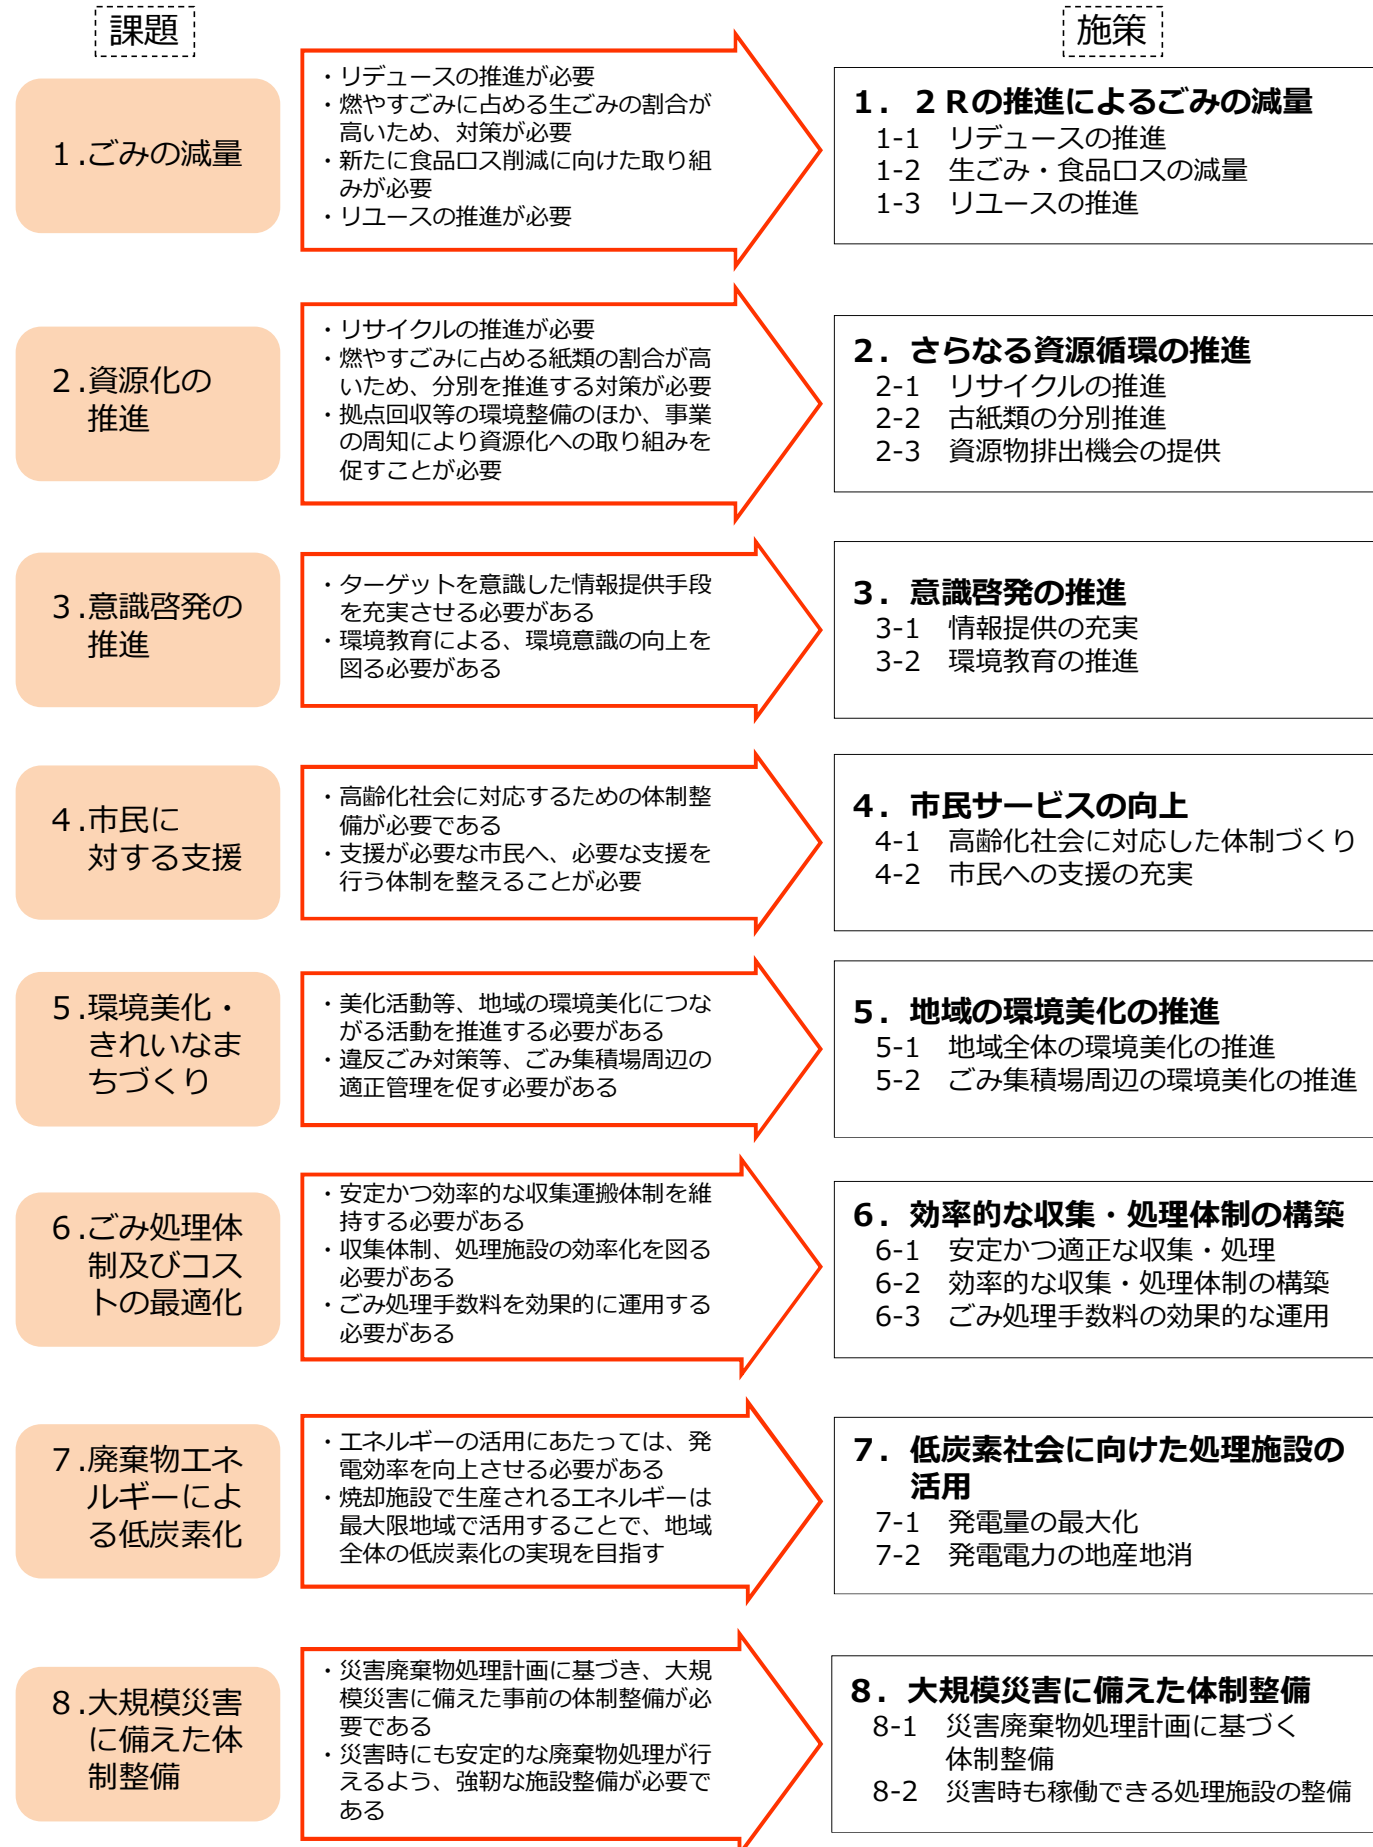 課題
施策
１.ごみの減量
・リデュースの推進が必要
・燃やすごみに占める生ごみの割合が
高いため、対策が必要
・新たに食品ロス削減に向けた取り組
みが必要
・リユースの推進が必要
１．２Ｒの推進によるごみの減量
1-1　リデュースの推進
1-2　生ごみ・食品ロスの減量
1-3　リユースの推進
２.資源化の
推進
・リサイクルの推進が必要
・燃やすごみに占める紙類の割合が高
いため、分別を推進する対策が必要
・拠点回収等の環境整備のほか、事業
の周知により資源化への取り組みを
促すことが必要
２．さらなる資源循環の推進
2-1　リサイクルの推進
2-2　古紙類の分別推進
2-3　資源物排出機会の提供
３.意識啓発の
推進
・ターゲットを意識した情報提供手段
を充実させる必要がある
・環境教育による、環境意識の向上を
図る必要がある
３．意識啓発の推進
3-1　情報提供の充実
3-2　環境教育の推進
４.市民に
対する支援
・高齢化社会に対応するための体制整
備が必要である
・支援が必要な市民へ、必要な支援を
行う体制を整えることが必要
４．市民サービスの向上
4-1　高齢化社会に対応した体制づくり
4-2　市民への支援の充実
５.環境美化・
きれいなま
ちづくり
・美化活動等、地域の環境美化につな
がる活動を推進する必要がある
・違反ごみ対策等、ごみ集積場周辺の
適正管理を促す必要がある
５．地域の環境美化の推進
5-1　地域全体の環境美化の推進
5-2　ごみ集積場周辺の環境美化の推進
６.ごみ処理体
制及びコス
トの最適化
・安定かつ効率的な収集運搬体制を維
持する必要がある
・収集体制、処理施設の効率化を図る
必要がある
・ごみ処理手数料を効果的に運用する
必要がある
６．効率的な収集・処理体制の構築
6-1　安定かつ適正な収集・処理
6-2　効率的な収集・処理体制の構築
6-3　ごみ処理手数料の効果的な運用
７.廃棄物エネ
ルギーによ
る低炭素化
・エネルギーの活用にあたっては、発
電効率を向上させる必要がある
・焼却施設で生産されるエネルギーは
最大限地域で活用することで、地域
全体の低炭素化の実現を目指す
７．低炭素社会に向けた処理施設の
活用
7-1　発電量の最大化
7-2　発電電力の地産地消
８.大規模災害
に備えた体
制整備
・災害廃棄物処理計画に基づき、大規
模災害に備えた事前の体制整備が必
要である
・災害時にも安定的な廃棄物処理が行
えるよう、強靭な施設整備が必要で
ある
８．大規模災害に備えた体制整備
8-1　災害廃棄物処理計画に基づく
体制整備
8-2　災害時も稼働できる処理施設の整備